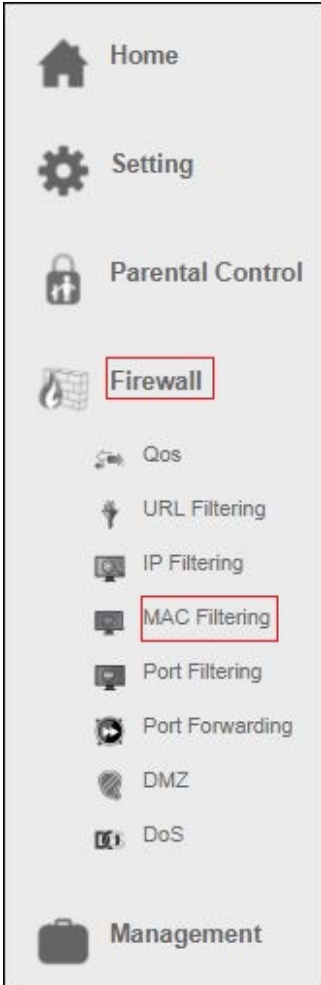 Home
Setting
Parental Control
Firewall
Qos
URL Filtering
IP Filtering
MAC Filtering
Port Filtering
Port Forwarding
DMZ
DoS
Management